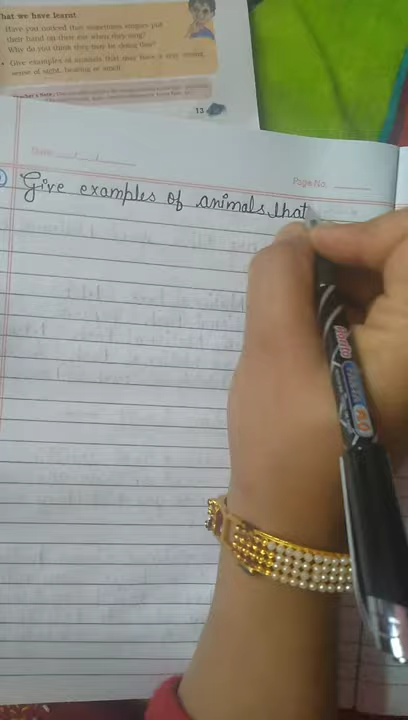 hat we have learnt
Have you noticed that sometimes singers put
their hand on their ear when they sing?
Why do you think they may be doing this?
• Give examples of animals that may have a very strong
sense of sight, hearing or smell.
13
Date
Page No.
Give examples of animals that